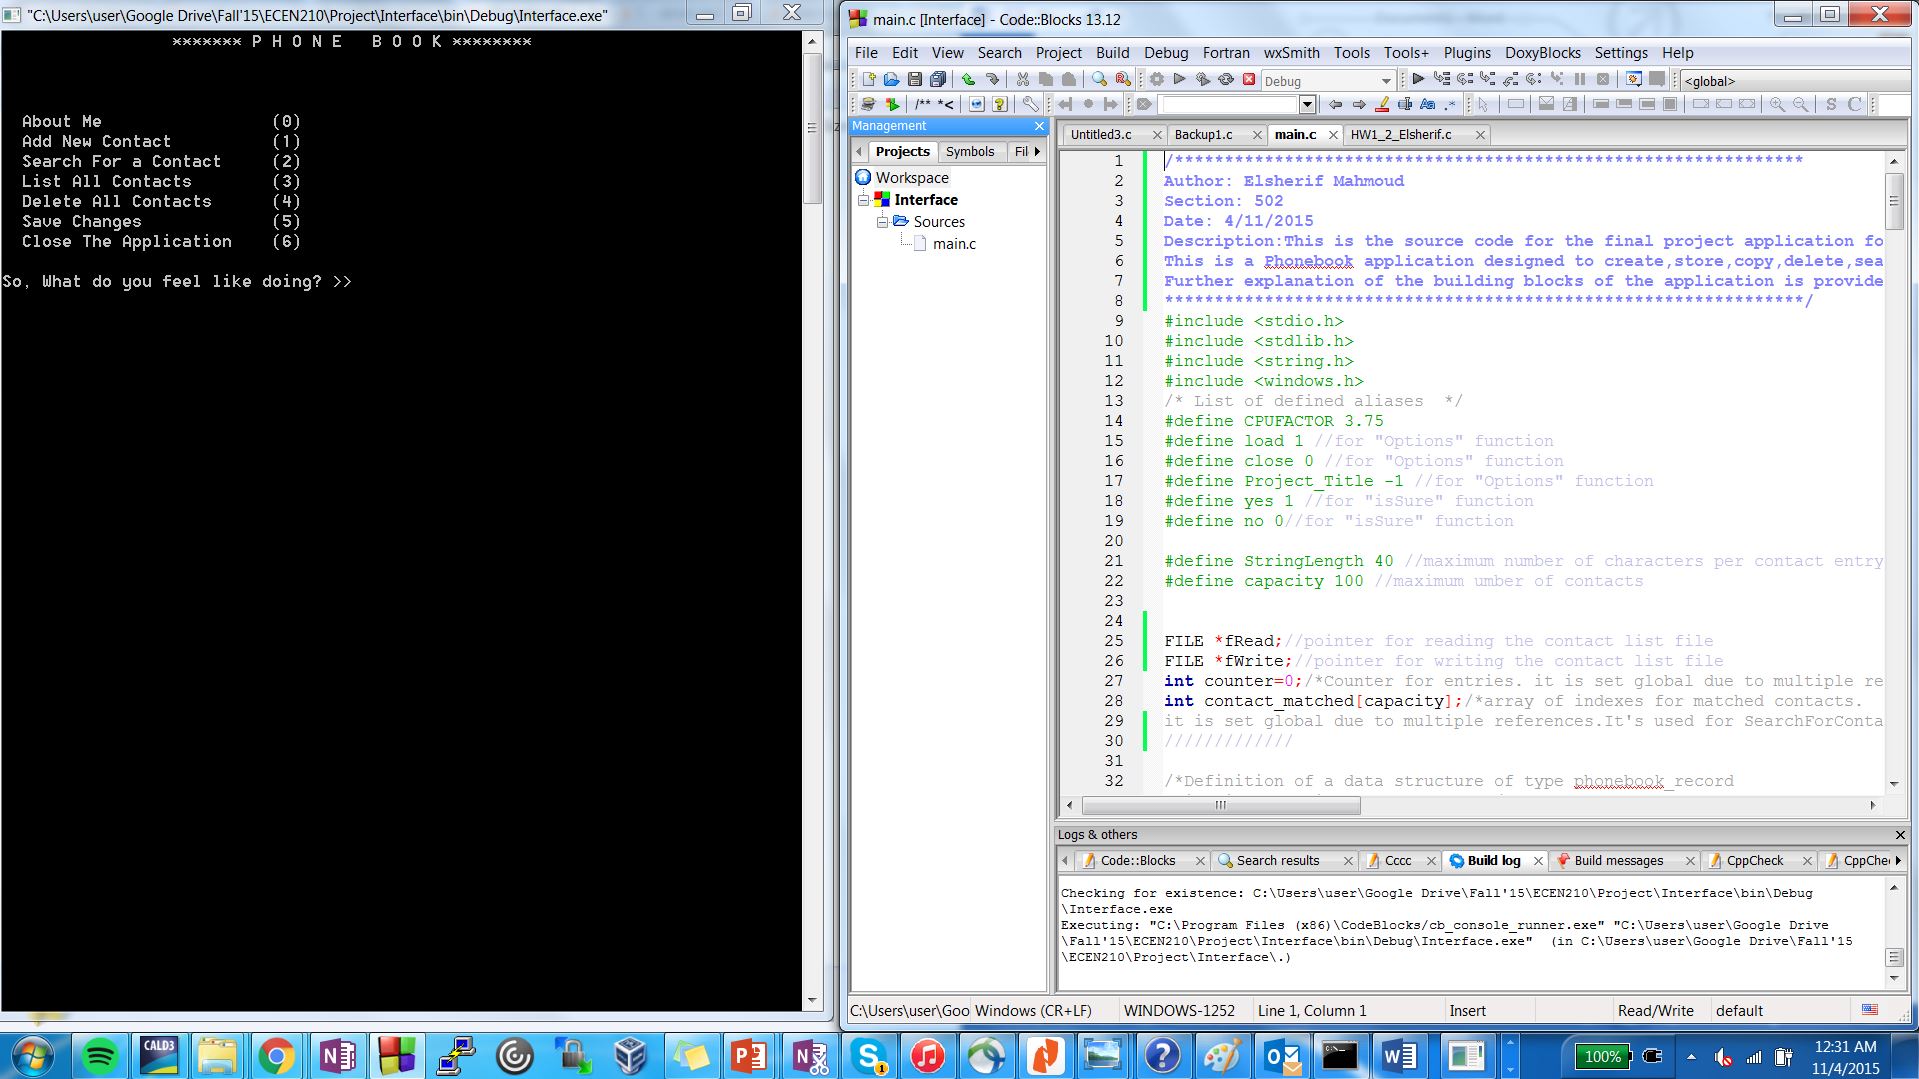 "C:\Users\user\Google Drive\Fall'15\ECEN210\Project\Interface\bin\Debug\Interface.exe"
******* P H O N E   B O O K ********
About Me (0)
Add New Contact (1)
Search For a Contact (2)
List All Contacts (3)
Delete All Contacts (4)
Save Changes (5)
Close The Application (6)
So, What do you feel like doing? >>
main.c [Interface] - Code::Blocks 13.12
File Edit View Search Project Build Debug Fortran wxSmith Tools Tools+ Plugins DoxyBlocks Settings Help
Debug <global>
/** *< Aa .* S C
Management
Projects Symbols Fil
Workspace
Interface
Sources
main.c
Untitled3.c Backup1.c main.c HW1_2_Elsherif.c
1 /***************************************************************
2 Author: Elsherif Mahmoud
3 Section: 502
4 Date: 4/11/2015
5 Description:This is the source code for the final project application fo
6 This is a Phonebook application designed to create,store,copy,delete,sea
7 Further explanation of the building blocks of the application is provide
8 ****************************************************************/
9 #include <stdio.h>
10 #include <stdlib.h>
11 #include <string.h>
12 #include <windows.h>
13 /* List of defined aliases  */
14 #define CPUFACTOR 3.75
15 #define load 1 //for "Options" function
16 #define close 0 //for "Options" function
17 #define Project_Title -1 //for "Options" function
18 #define yes 1 //for "isSure" function
19 #define no 0//for "isSure" function
20
21 #define StringLength 40 //maximum number of characters per contact entry
22 #define capacity 100 //maximum umber of contacts
23
24
25 FILE *fRead;//pointer for reading the contact list file
26 FILE *fWrite;//pointer for writing the contact list file
27 int counter=0;/*Counter for entries. it is set global due to multiple re
28 int contact_matched[capacity];/*array of indexes for matched contacts.
29 it is set global due to multiple references.It's used for SearchForConta
30 /////////////
31
32 /*Definition of a data structure of type phonebook_record
Logs & others
Code::Blocks Search results Cccc Build log Build messages CppCheck CppChe
Checking for existence: C:\Users\user\Google Drive\Fall'15\ECEN210\Project\Interface\bin\Debug
\Interface.exe
Executing: "C:\Program Files (x86)\CodeBlocks/cb_console_runner.exe" "C:\Users\user\Google Drive
\Fall'15\ECEN210\Project\Interface\bin\Debug\Interface.exe"  (in C:\Users\user\Google Drive\Fall'15
\ECEN210\Project\Interface\.)
C:\Users\user\Goo Windows (CR+LF) WINDOWS-1252 Line 1, Column 1 Insert Read/Write default
CALD3
100%
12:31 AM
11/4/2015